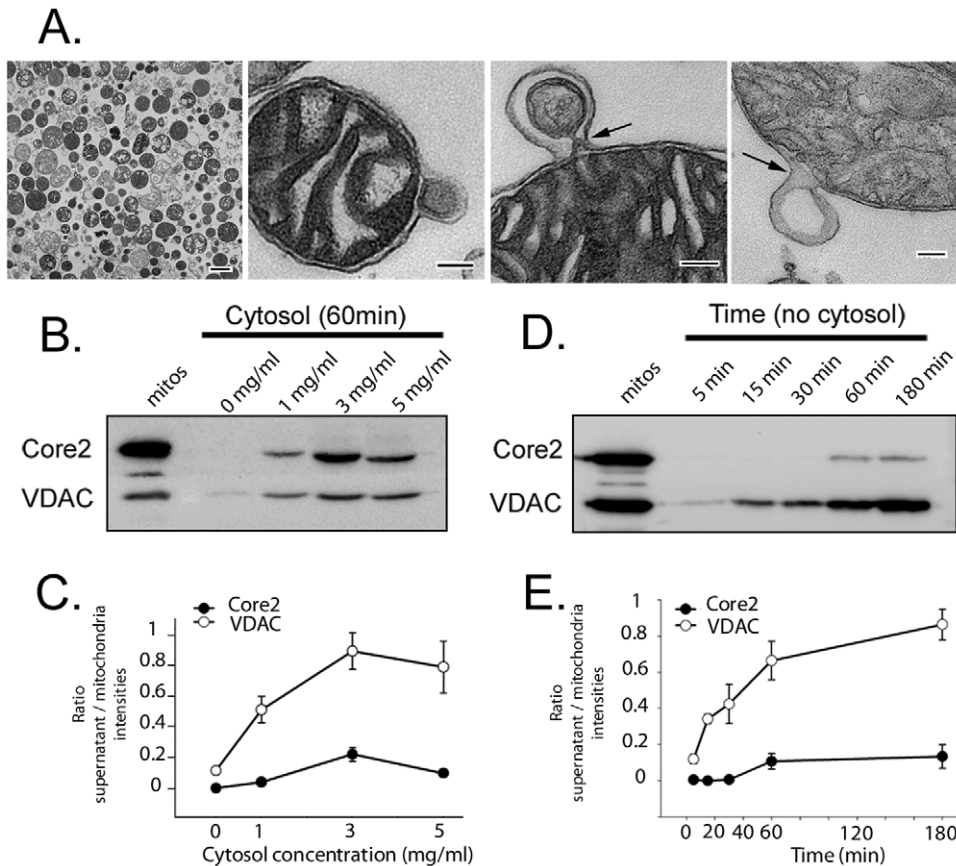 A.
B.
Cytosol (60min)
mitos
0 mg/ml
1 mg/ml
3 mg/ml
5 mg/ml
Core2
VDAC
D.
Time (no cytosol)
mitos
5 min
15 min
30 min
60 min
180 min
Core2
VDAC
C.
Core2
VDAC
Ratio
supernatant / mitochondria
intensities
1
0.8
0.6
0.4
0.2
0
0 1 3 5
Cytosol concentration (mg/ml)
E.
Core2
VDAC
Ratio
supernatant / mitochondria
intensities
1
0.8
0.6
0.4
0.2
0
0 20 40 60 120 180
Time (min)